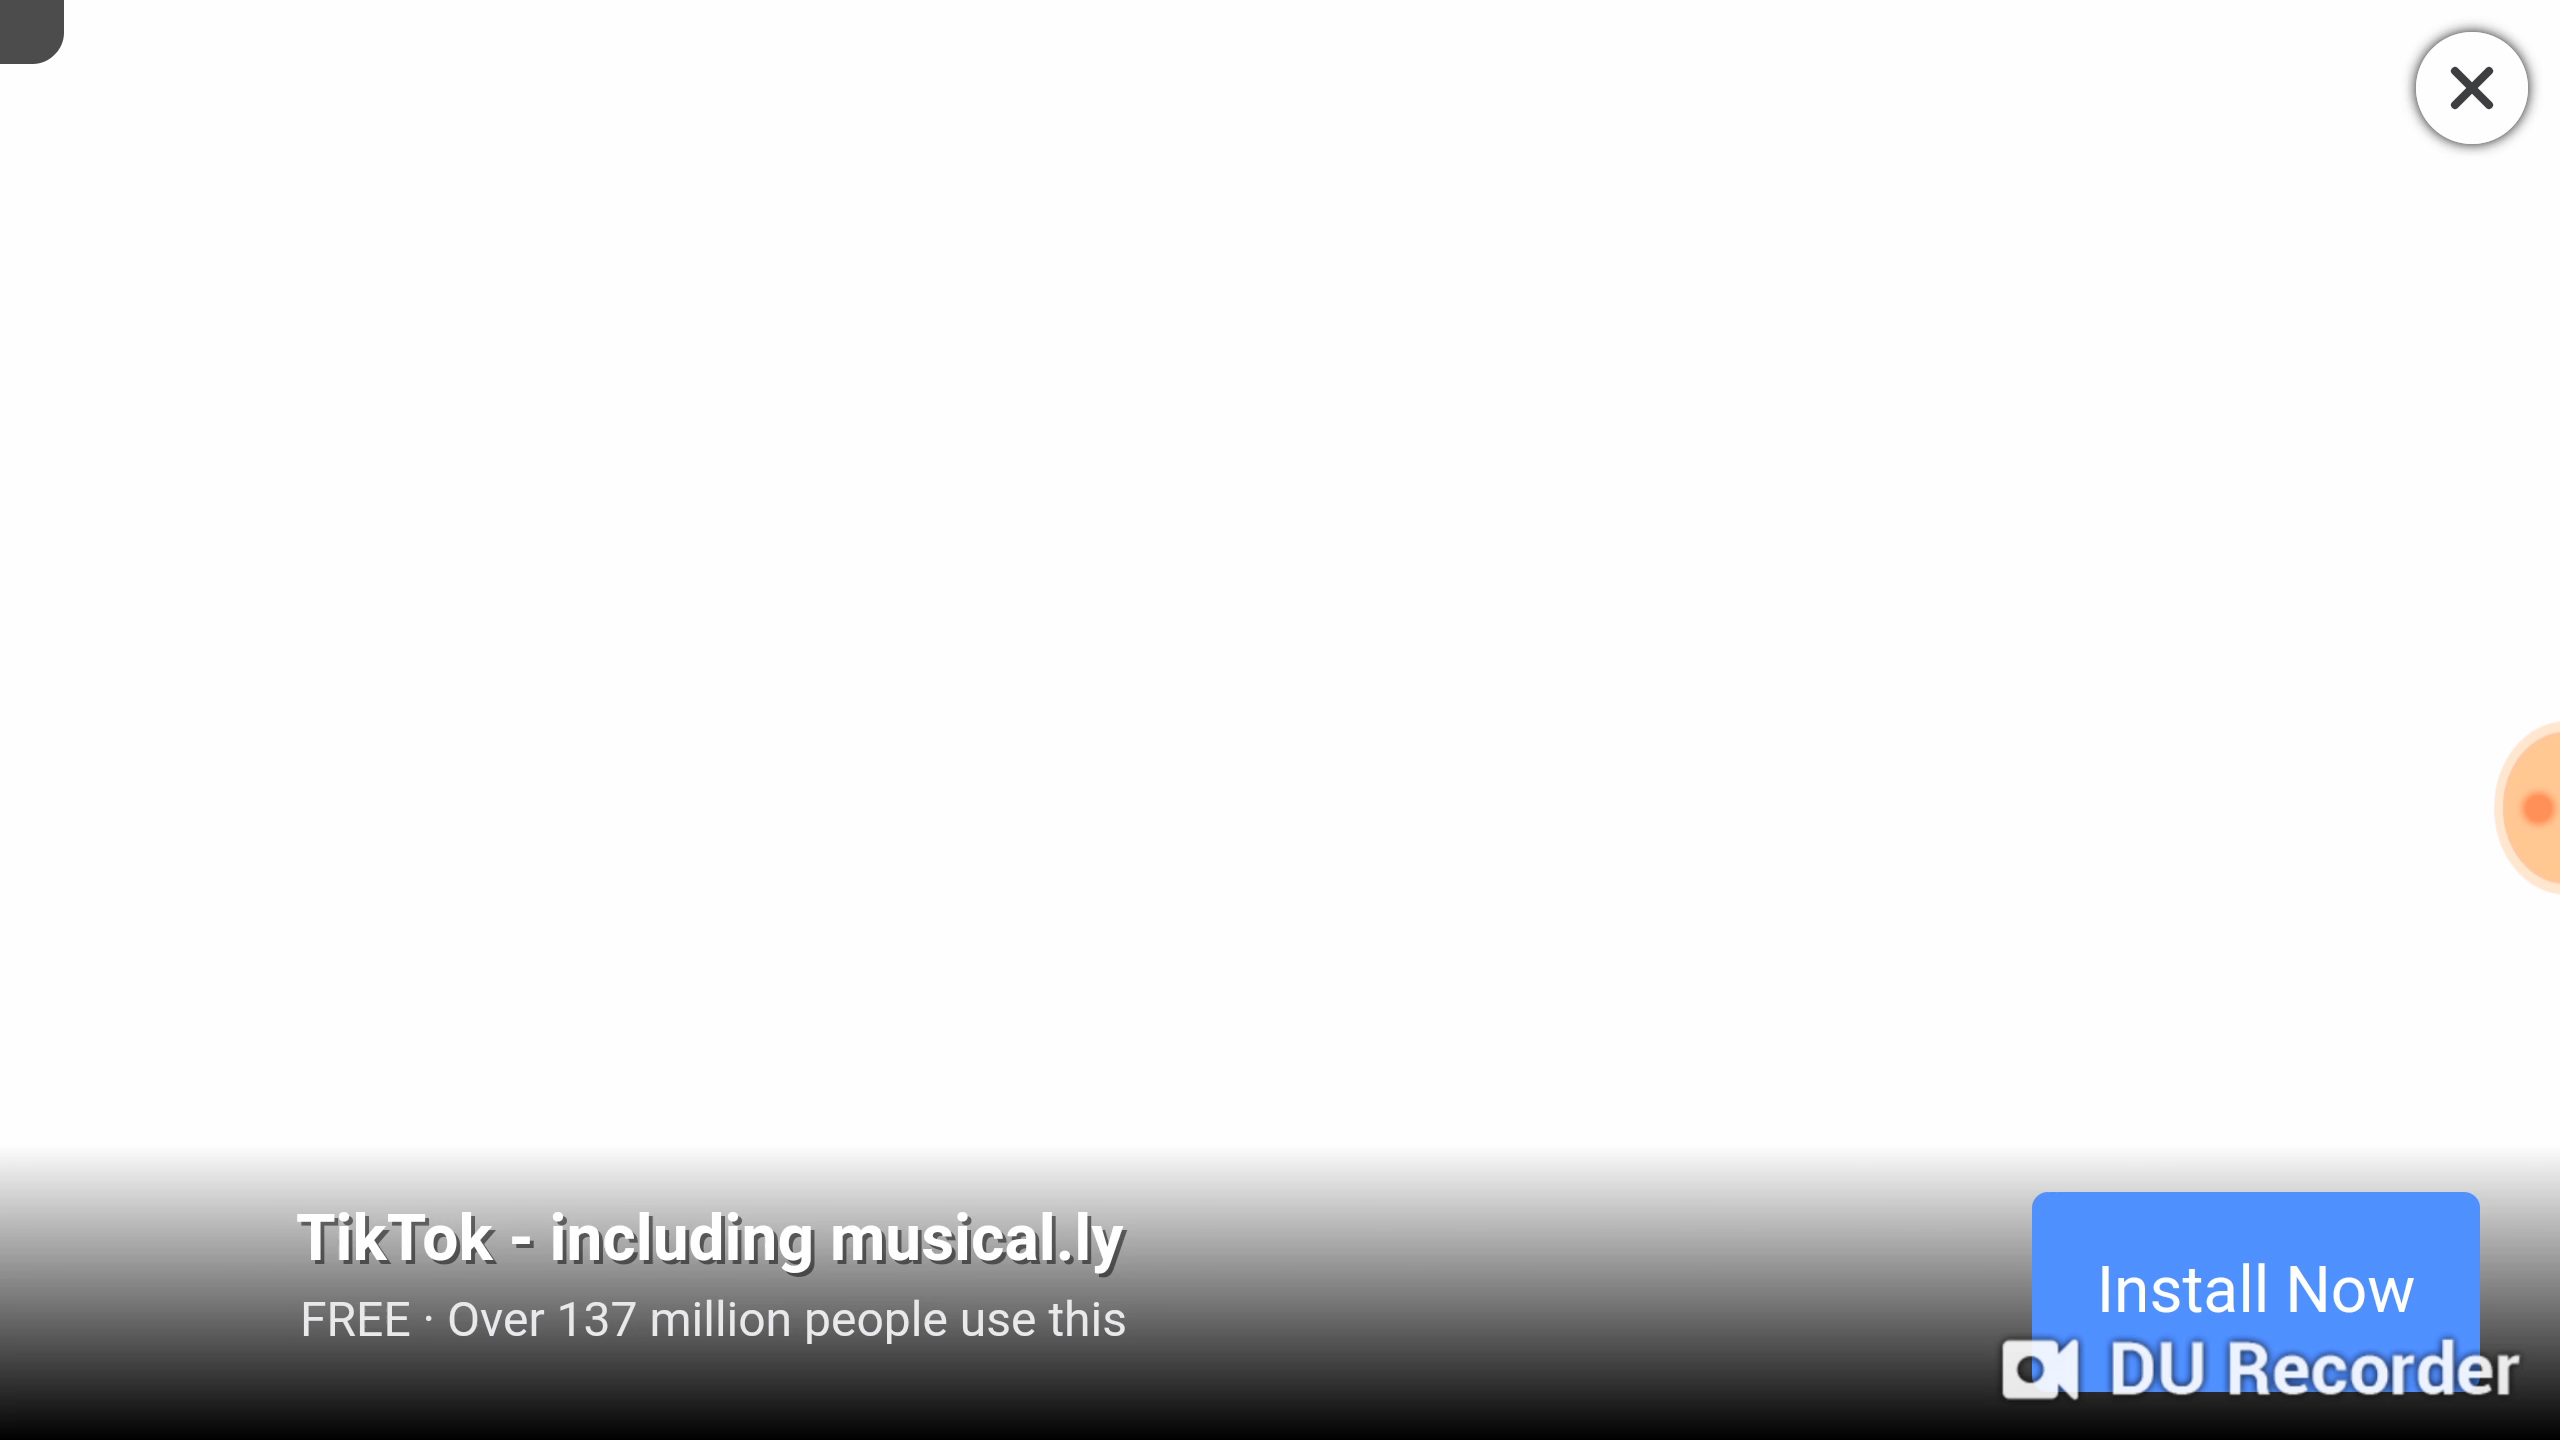 TikTok - including musical.ly
FREE · Over 137 million people use this
Install Now
DU Recorder